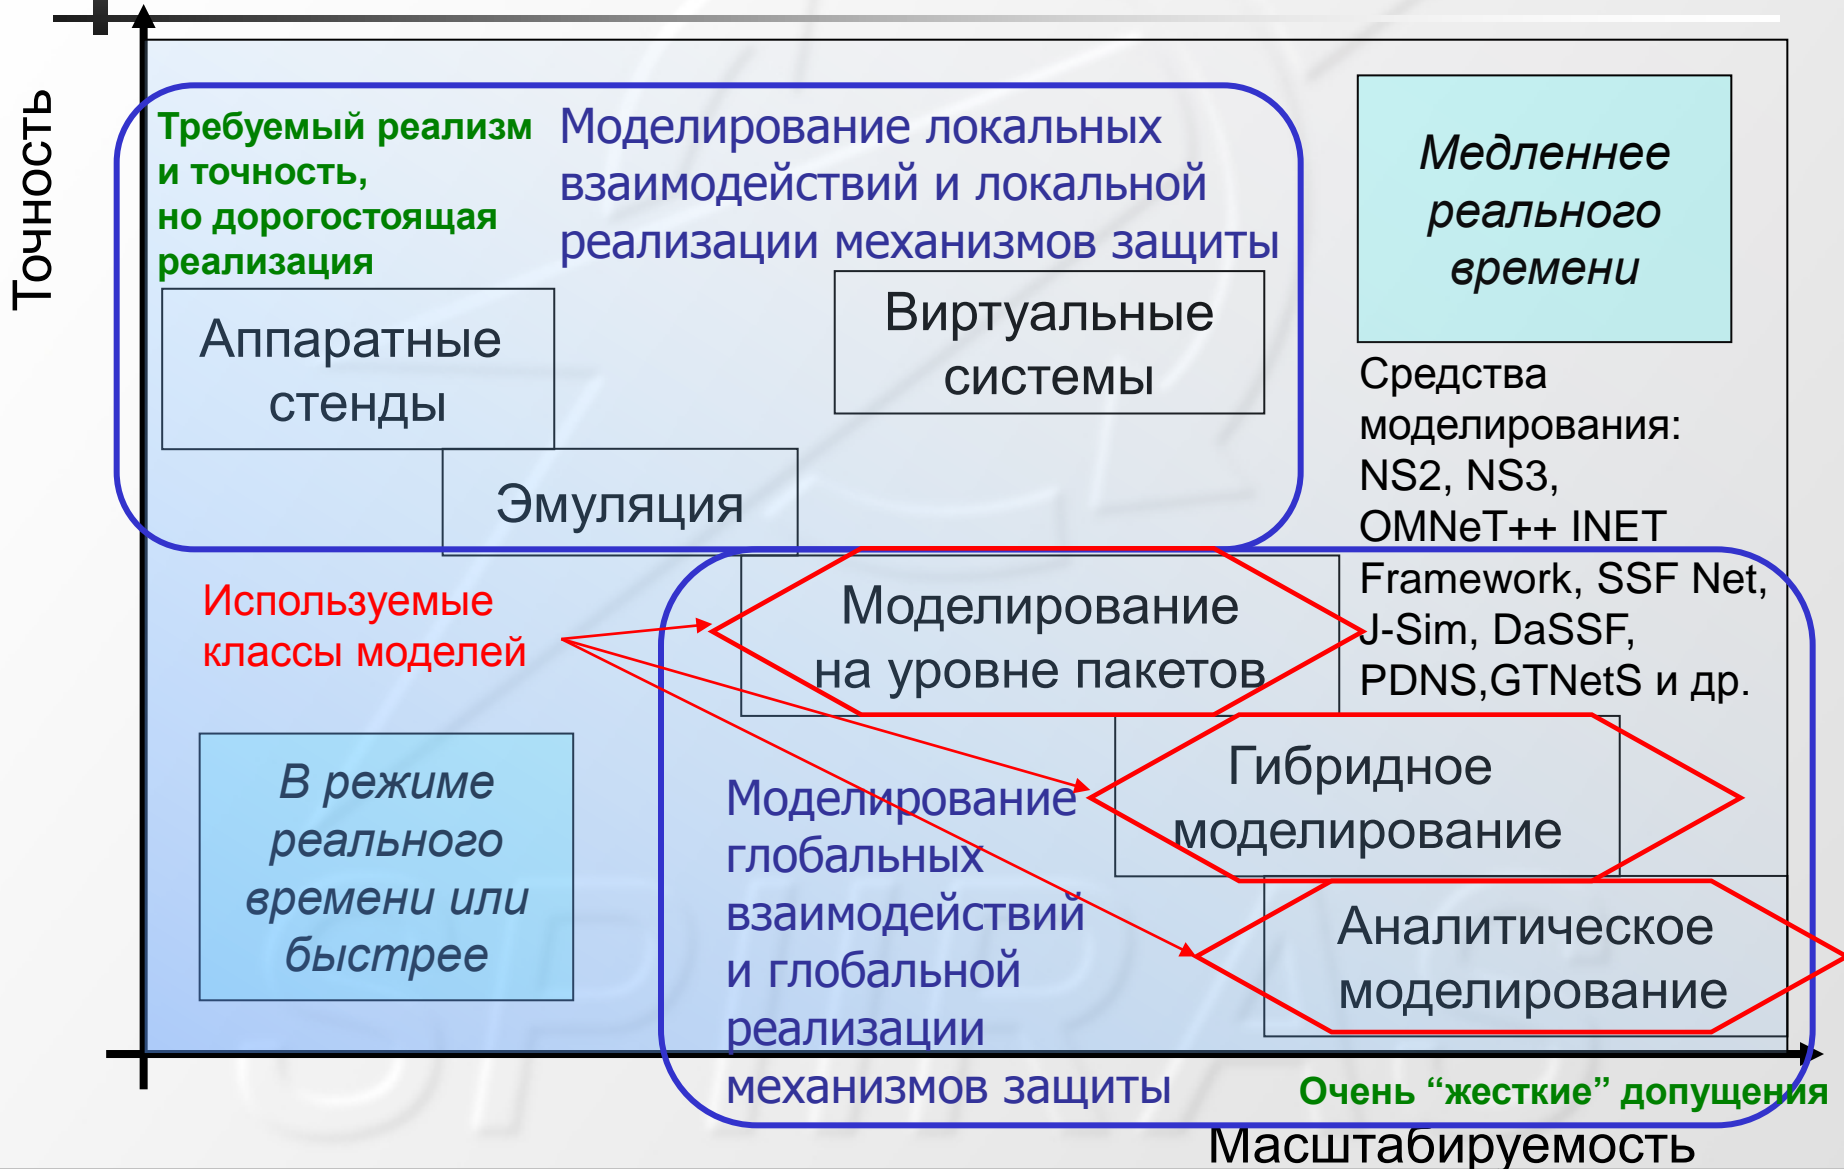 Точность
Требуемый реализм
и точность,
но дорогостоящая
реализация
Моделирование локальных
взаимодействий и локальной
реализации механизмов защиты
Медленнее
реального
времени
Аппаратные
стенды
Виртуальные
системы
Эмуляция
Средства
моделирования:
NS2, NS3,
OMNeT++ INET
Framework, SSF Net,
J-Sim, DaSSF,
PDNS,GTNetS и др.
Используемые
классы моделей
Моделирование
на уровне пакетов
Гибридное
моделирование
Аналитическое
моделирование
В режиме
реального
времени или
быстрее
Моделирование
глобальных
взаимодействий
и глобальной
реализации
механизмов защиты
Очень “жесткие” допущения
Масштабируемость
SPIIRAS